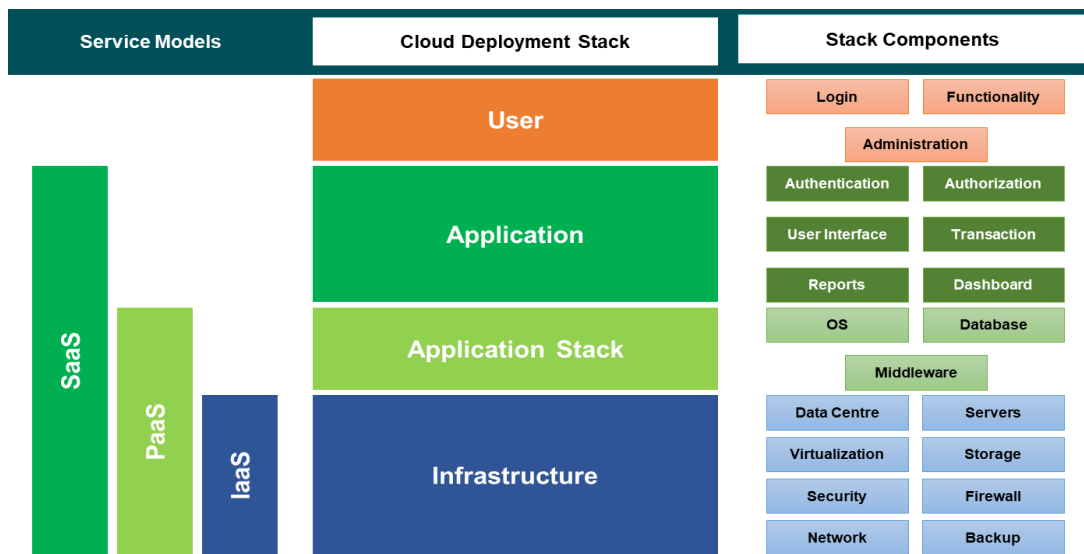 Service Models
Cloud Deployment Stack
Stack Components
User
Login
Functionality
Administration
SaaS
Application
Authentication
Authorization
User Interface
Transaction
Reports
Dashboard
PaaS
Application Stack
OS
Database
Middleware
IaaS
Infrastructure
Data Centre
Servers
Virtualization
Storage
Security
Firewall
Network
Backup